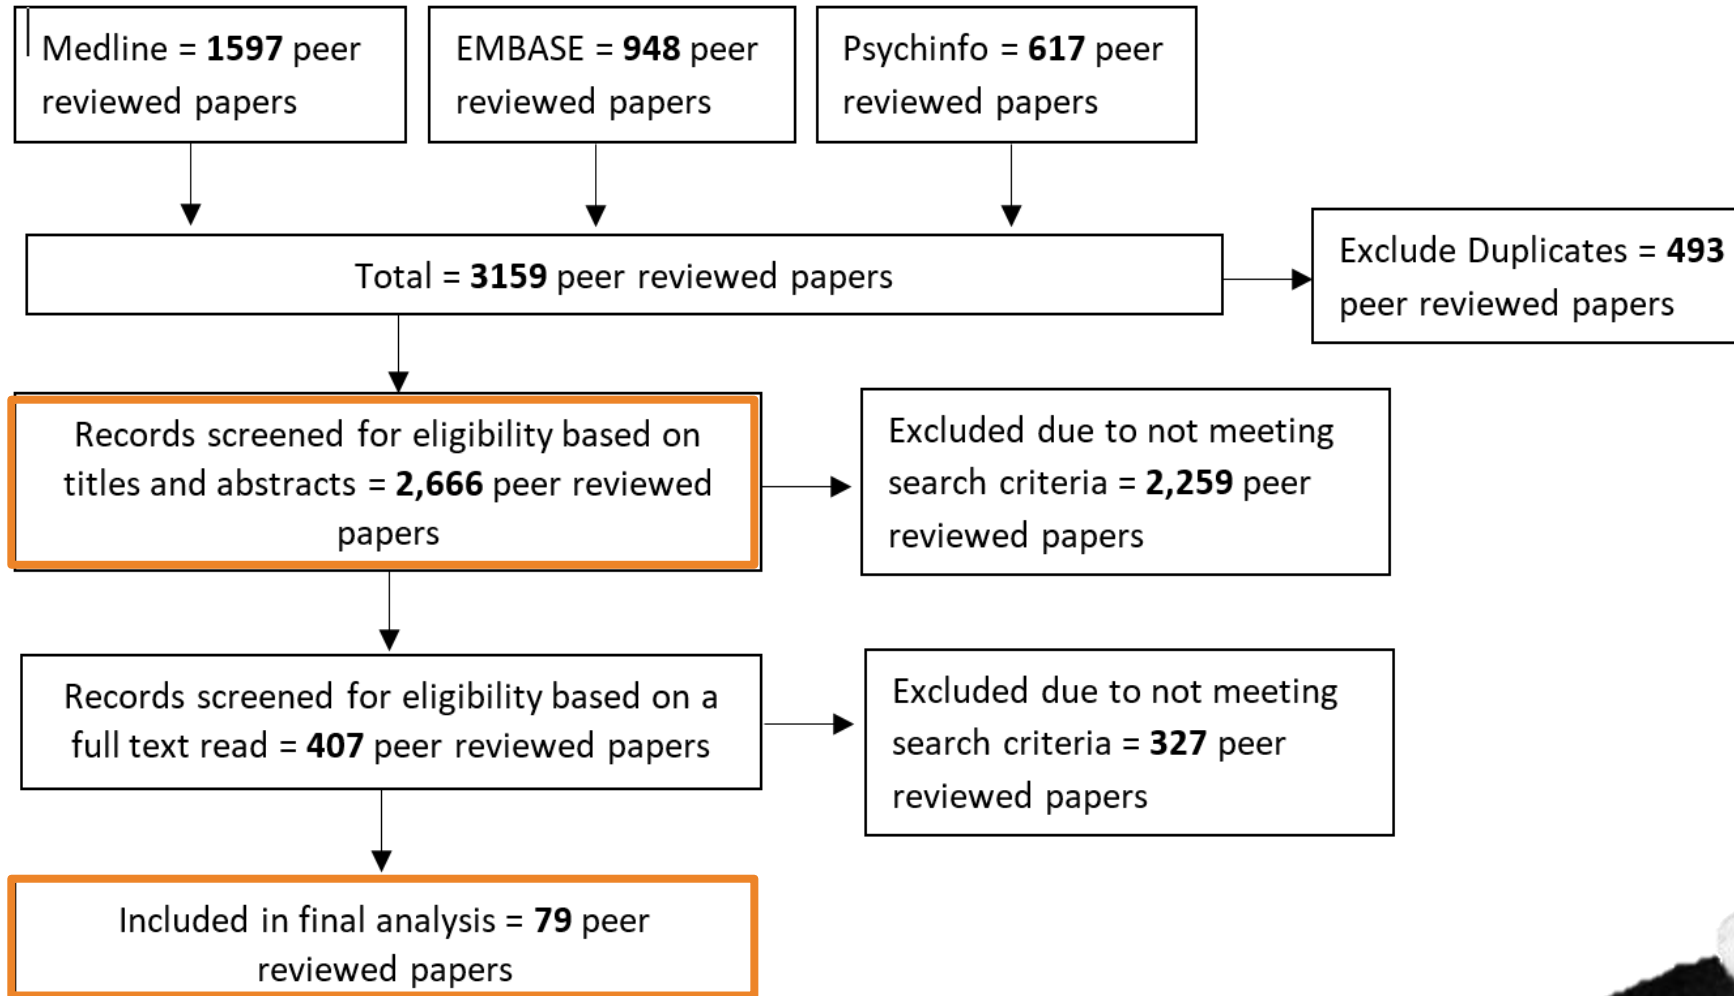 Medline = 1597 peer
reviewed papers
EMBASE = 948 peer
reviewed papers
Psychinfo = 617 peer
reviewed papers
Total = 3159 peer reviewed papers
Exclude Duplicates = 493
peer reviewed papers
Records screened for eligibility based on
titles and abstracts = 2,666 peer reviewed
papers
Excluded due to not meeting
search criteria = 2,259 peer
reviewed papers
Records screened for eligibility based on a
full text read = 407 peer reviewed papers
Excluded due to not meeting
search criteria = 327 peer
reviewed papers
Included in final analysis = 79 peer
reviewed papers